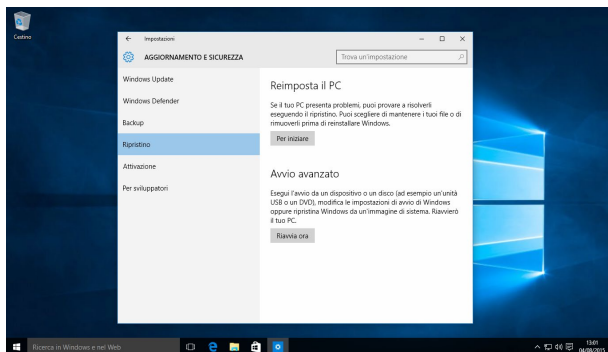 Cestino
Impostazioni
AGGIORNAMENTO E SICUREZZA
Trova un'impostazione
Windows Update
Windows Defender
Backup
Ripristino
Attivazione
Per sviluppatori
Reimposta il PC
Se il tuo PC presenta problemi, puoi provare a risolverli
eseguendo il ripristino. Puoi scegliere di mantenere i tuoi file o di
rimuoverli prima di reinstallare Windows.
Per iniziare
Avvio avanzato
Esegui l'avvio da un dispositivo o un disco (ad esempio un'unità
USB o un DVD), modifica le impostazioni di avvio di Windows
oppure ripristina Windows da un'immagine di sistema. Riavvierò
il tuo PC.
Riavvia ora
Ricerca in Windows e nel Web
13:01
04/08/2015